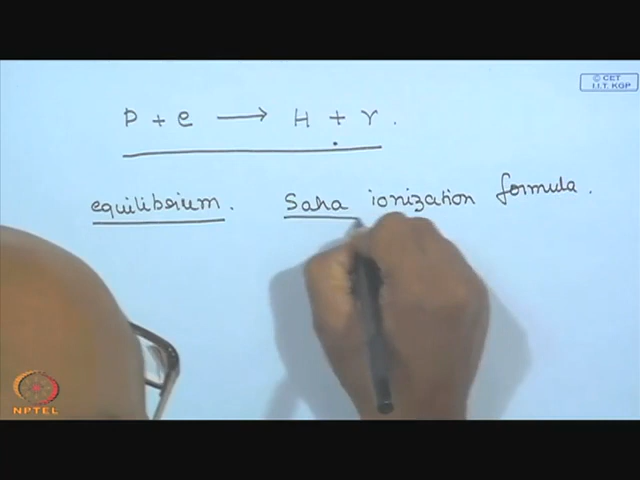 © CET
I.I.T. KGP
P + e → H + γ.
equilibrium. Saha ionization formula.
NPTEL